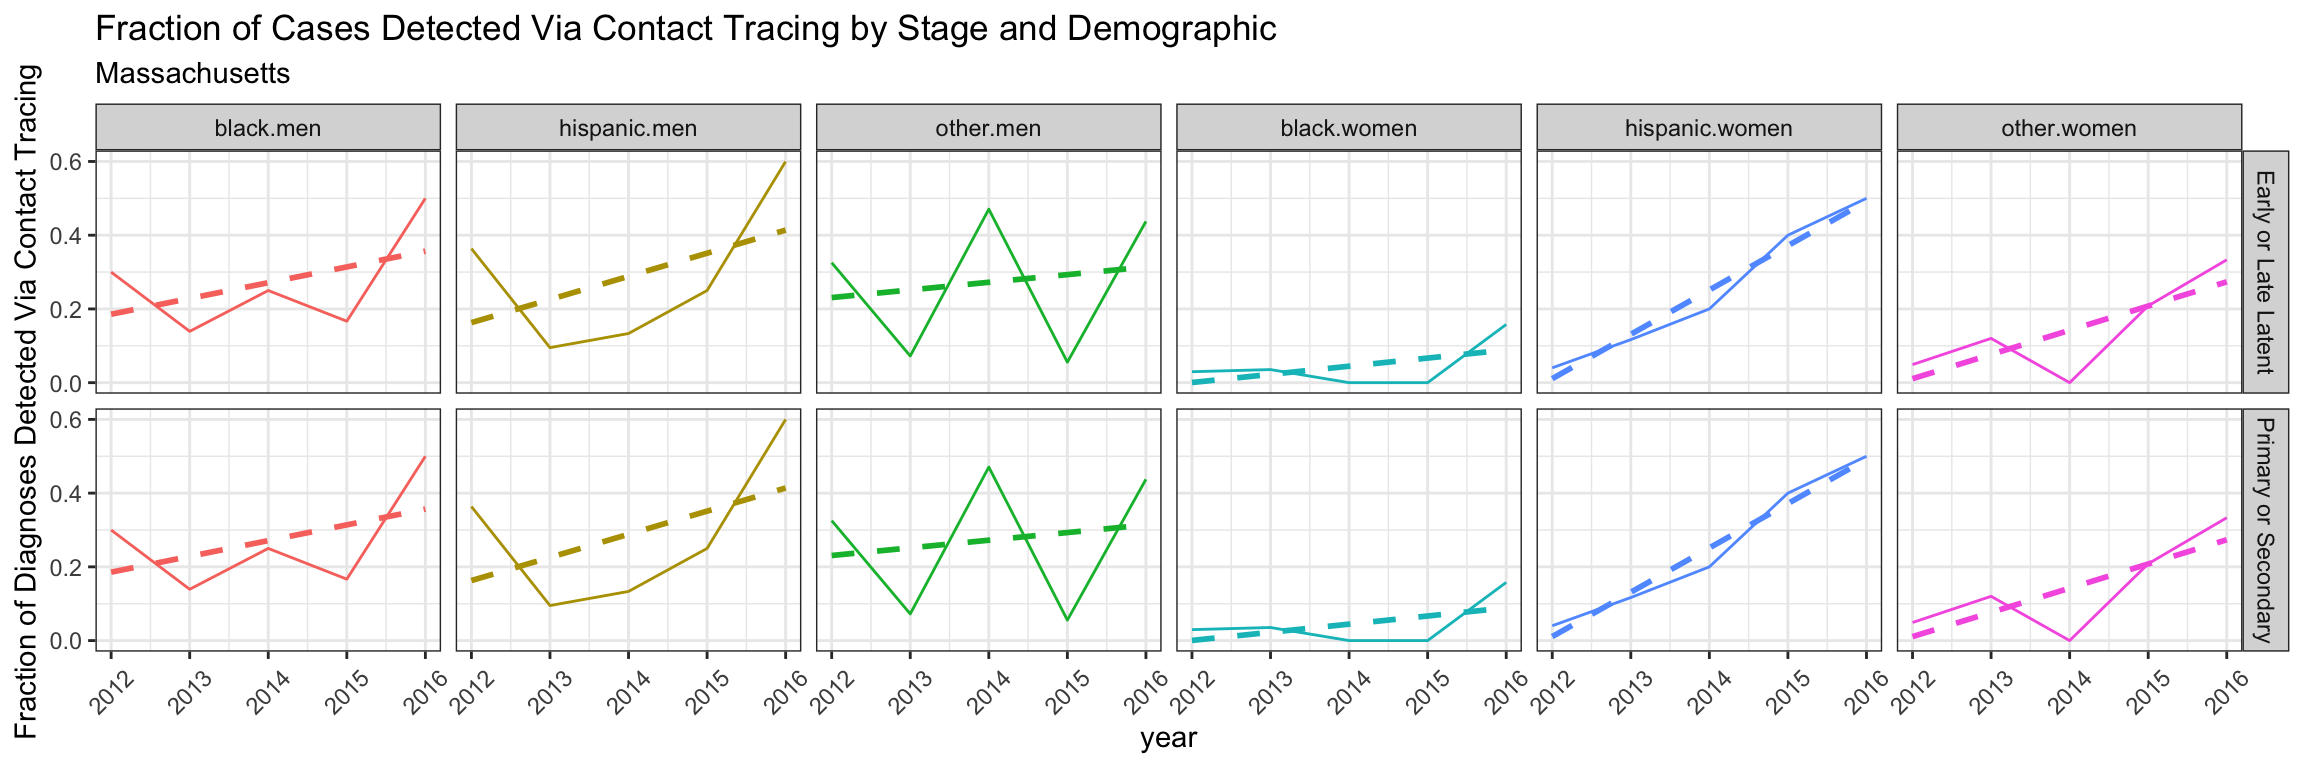 Fraction of Cases Detected Via Contact Tracing by Stage and Demographic
Massachusetts
Fraction of Diagnoses Detected Via Contact Tracing
black.men
hispanic.men
other.men
black.women
hispanic.women
other.women
0.6
0.4
0.2
0.0
Early or Late Latent
0.6
0.4
0.2
0.0
Primary or Secondary
2012 2013 2014 2015 2016
2012 2013 2014 2015 2016
2012 2013 2014 2015 2016
2012 2013 2014 2015 2016
2012 2013 2014 2015 2016
2012 2013 2014 2015 2016
year